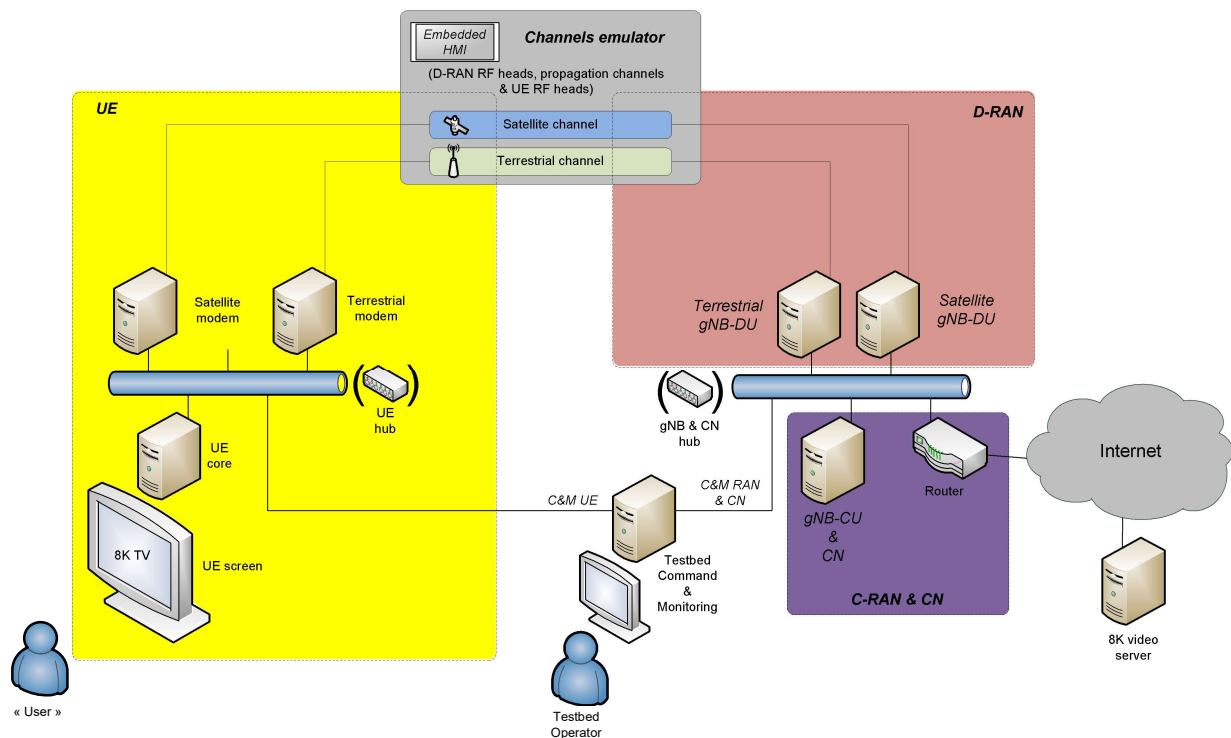 Embedded
HMI
Channels emulator
(D-RAN RF heads, propagation channels
& UE RF heads)
UE
D-RAN
Satellite channel
Terrestrial channel
Satellite
modem
Terrestrial
modem
Terrestrial
gNB-DU
Satellite
gNB-DU
( )
UE
hub
( )
gNB & CN
hub
UE
core
Internet
Router
C&M UE
C&M RAN
& CN
gNB-CU
&
CN
8K TV
UE screen
Testbed
Command
&
Monitoring
C-RAN & CN
8K video
server
« User »
Testbed
Operator